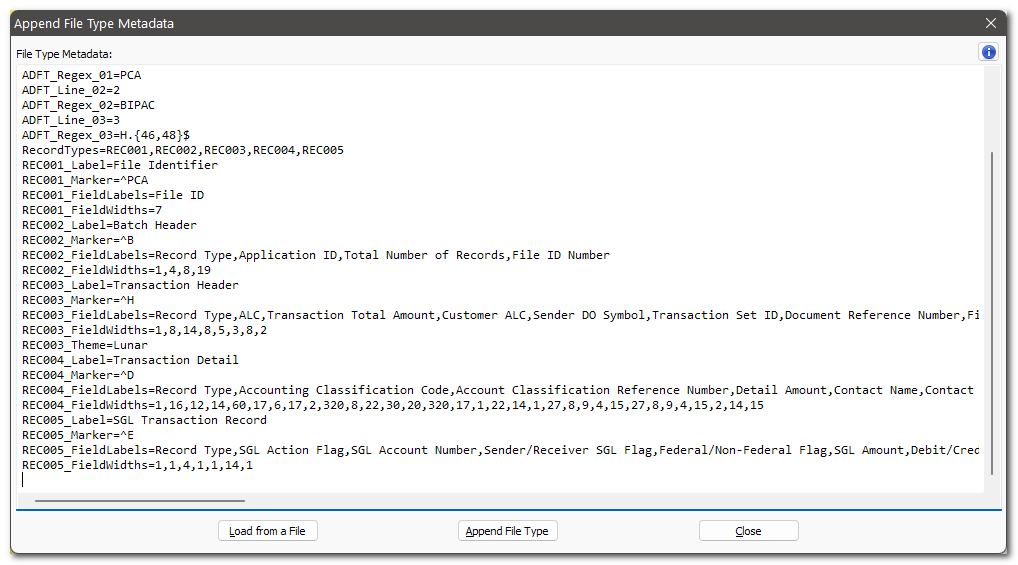 Append File Type Metadata
File Type Metadata:
ADFT_Regex_01=PCA
ADFT_Line_02=2
ADFT_Regex_02=BIPAC
ADFT_Line_03=3
ADFT_Regex_03=H.{46,48}$
RecordTypes=REC001,REC002,REC003,REC004,REC005
REC001_Label=File Identifier
REC001_Marker=^PCA
REC001_FieldLabels=File ID
REC001_FieldWidths=7
REC002_Label=Batch Header
REC002_Marker=^B
REC002_FieldLabels=Record Type,Application ID,Total Number of Records,File ID Number
REC002_FieldWidths=1,4,8,19
REC003_Label=Transaction Header
REC003_Marker=^H
REC003_FieldLabels=Record Type,ALC,Transaction Total Amount,Customer ALC,Sender DO Symbol,Transaction Set ID,Document Reference Number,Fi
REC003_FieldWidths=1,8,14,8,5,3,8,2
REC003_Theme=Lunar
REC004_Label=Transaction Detail
REC004_Marker=^D
REC004_FieldLabels=Record Type,Accounting Classification Code,Account Classification Reference Number,Detail Amount,Contact Name,Contact
REC004_FieldWidths=1,16,12,14,60,17,6,17,2,320,8,22,30,20,320,17,1,22,14,1,27,8,9,4,15,27,8,9,4,15,2,14,15
REC005_Label=SGL Transaction Record
REC005_Marker=^E
REC005_FieldLabels=Record Type,SGL Action Flag,SGL Account Number,Sender/Receiver SGL Flag,Federal/Non-Federal Flag,SGL Amount,Debit/Cred
REC005_FieldWidths=1,1,4,1,1,14,1
Load from a File
Append File Type
Close